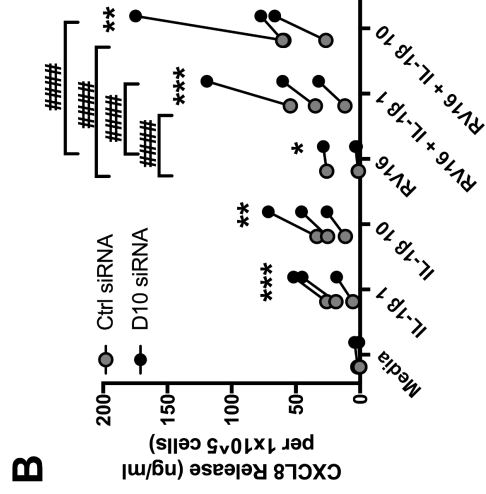 B
CXCL8 Release (ng/ml
per 1x10^5 cells)
200
150
100
50
0
Ctrl siRNA
D10 siRNA
***
**
*
***
**
####
####
####
####
Media
IL-1β 1
IL-1β 10
RV16
RV16 + IL-1β 1
RV16 + IL-1β 10